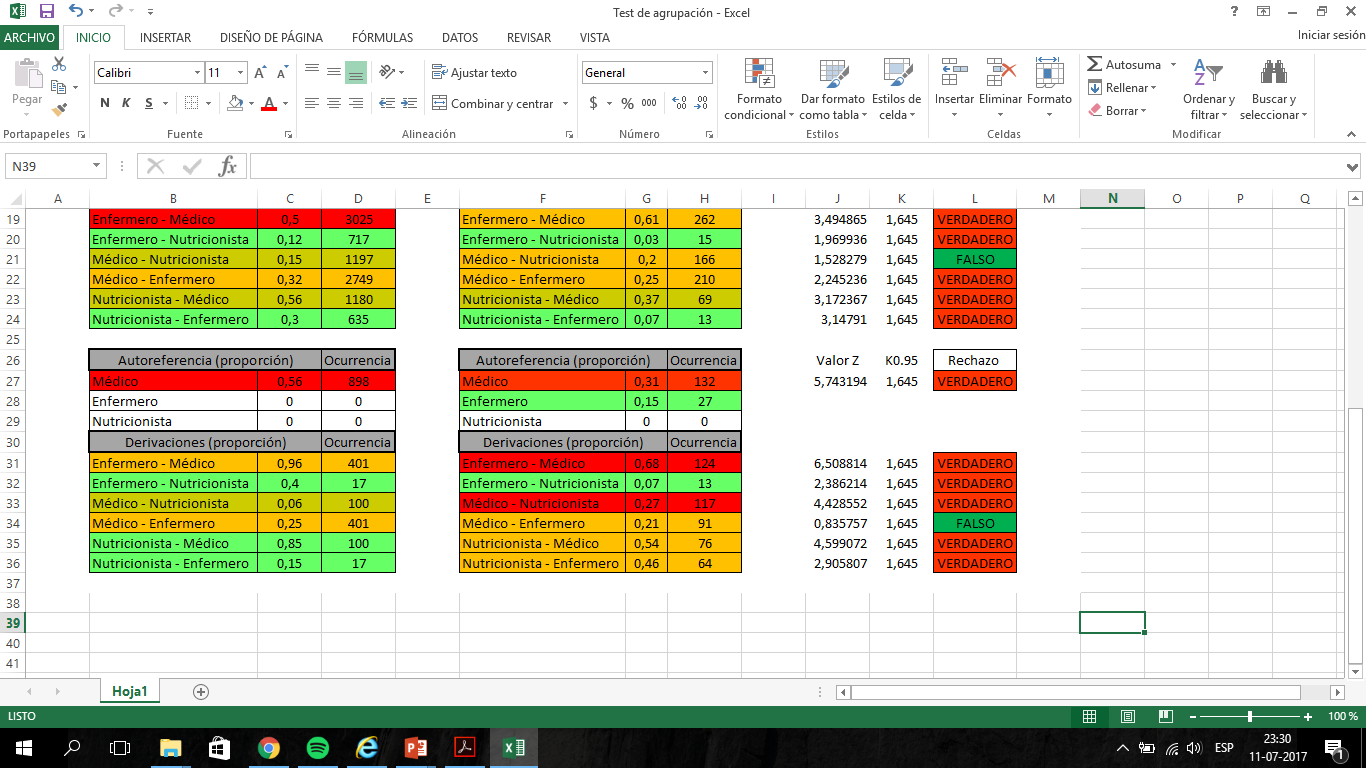 Test de agrupación - Excel
ARCHIVO INICIO INSERTAR DISEÑO DE PÁGINA FÓRMULAS DATOS REVISAR VISTA Iniciar sesión
Pegar
Calibri 11
N K S
Ajustar texto
Combinar y centrar
General
$ % 000
Formato condicional Dar formato como tabla Estilos de celda
Insertar Eliminar Formato
Autosuma
Rellenar
Borrar
Ordenar y filtrar Buscar y seleccionar
Portapapeles Fuente Alineación Número Estilos Celdas Modificar
N39 fx
A B C D E F G H I J K L M N O P Q
19 Enfermero - Médico 0,5 3025 Enfermero - Médico 0,61 262 3,494865 1,645 VERDADERO
20 Enfermero - Nutricionista 0,12 717 Enfermero - Nutricionista 0,03 15 1,969936 1,645 VERDADERO
21 Médico - Nutricionista 0,15 1197 Médico - Nutricionista 0,2 166 1,528279 1,645 FALSO
22 Médico - Enfermero 0,32 2749 Médico - Enfermero 0,25 210 2,245236 1,645 VERDADERO
23 Nutricionista - Médico 0,56 1180 Nutricionista - Médico 0,37 69 3,172367 1,645 VERDADERO
24 Nutricionista - Enfermero 0,3 635 Nutricionista - Enfermero 0,07 13 3,14791 1,645 VERDADERO
25
26 Autoreferencia (proporción) Ocurrencia Autoreferencia (proporción) Ocurrencia Valor Z K0.95 Rechazo
27 Médico 0,56 898 Médico 0,31 132 5,743194 1,645 VERDADERO
28 Enfermero 0 0 Enfermero 0,15 27
29 Nutricionista 0 0 Nutricionista 0 0
30 Derivaciones (proporción) Ocurrencia Derivaciones (proporción) Ocurrencia
31 Enfermero - Médico 0,96 401 Enfermero - Médico 0,68 124 6,508814 1,645 VERDADERO
32 Enfermero - Nutricionista 0,4 17 Enfermero - Nutricionista 0,07 13 2,386214 1,645 VERDADERO
33 Médico - Nutricionista 0,06 100 Médico - Nutricionista 0,27 117 4,428552 1,645 VERDADERO
34 Médico - Enfermero 0,25 401 Médico - Enfermero 0,21 91 0,835757 1,645 FALSO
35 Nutricionista - Médico 0,85 100 Nutricionista - Médico 0,54 76 4,599072 1,645 VERDADERO
36 Nutricionista - Enfermero 0,15 17 Nutricionista - Enfermero 0,46 64 2,905807 1,645 VERDADERO
37
38
39
40
41
Hoja1
LISTO 100 %
ESP 23:30
11-07-2017 1